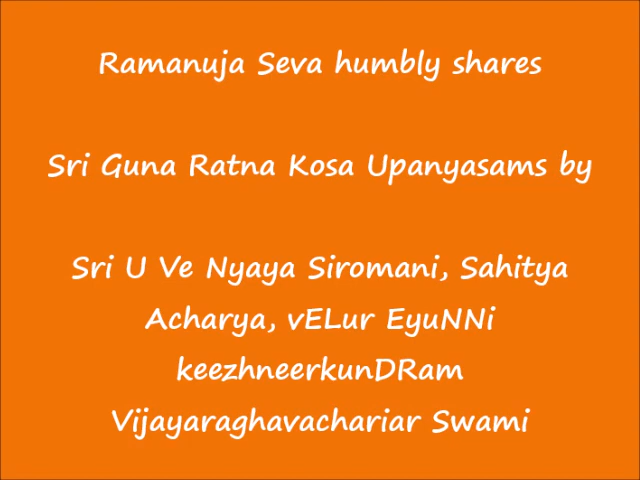 Ramanuja Seva humbly shares
Sri Guna Ratna Kosa Upanyasams by
Sri U Ve Nyaya Siromani, Sahitya
Acharya, vELur EyuNNi
keezhneerkunDRam
Vijayaraghavachariar Swami